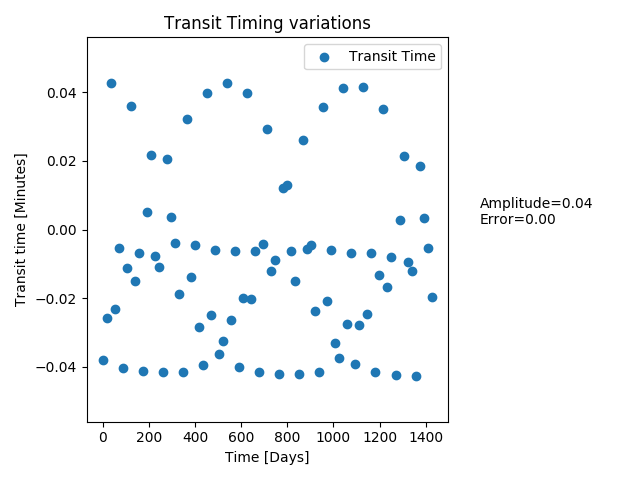 Transit Timing variations
Transit Time
Transit time [Minutes]
0.04
0.02
0.00
−0.02
−0.04
0 200 400 600 800 1000 1200 1400
Time [Days]
Amplitude=0.04
Error=0.00